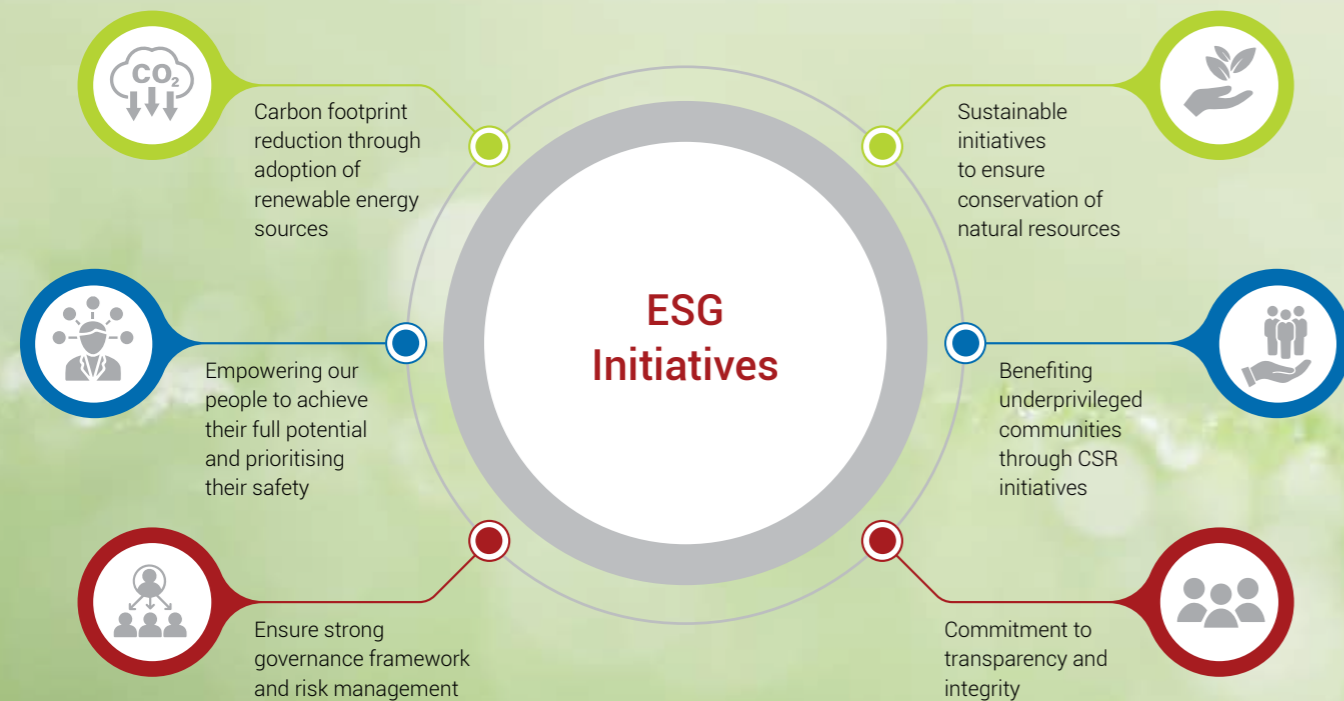 CO₂
Carbon footprint
reduction through
adoption of
renewable energy
sources
Sustainable
initiatives
to ensure
conservation of
natural resources
ESG
Initiatives
Empowering our
people to achieve
their full potential
and prioritising
their safety
Benefiting
underprivileged
communities
through CSR
initiatives
Ensure strong
governance framework
and risk management
Commitment to
transparency and
integrity